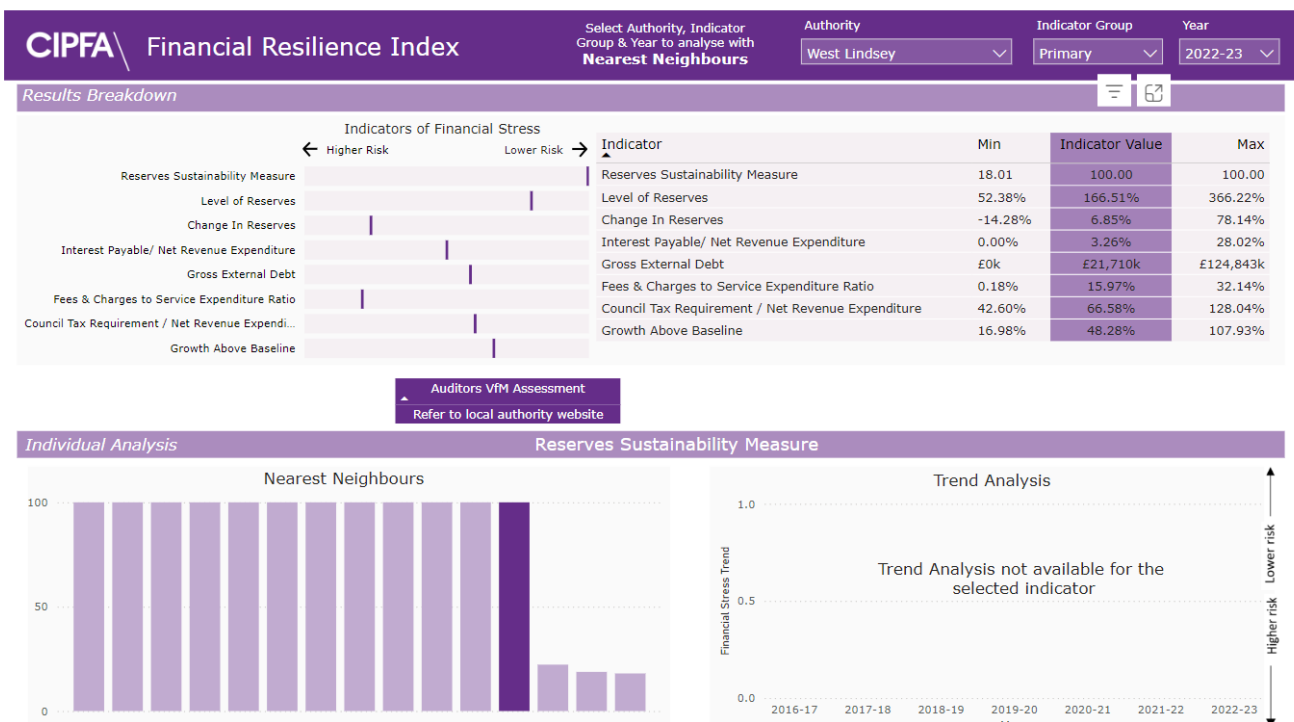 CIPFA\ Financial Resilience Index
Select Authority, Indicator
Group & Year to analyse with
Nearest Neighbours
Authority
West Lindsey
Indicator Group
Primary
Year
2022-23
Results Breakdown
Indicators of Financial Stress
← Higher Risk Lower Risk →
Reserves Sustainability Measure
Level of Reserves
Change In Reserves
Interest Payable/ Net Revenue Expenditure
Gross External Debt
Fees & Charges to Service Expenditure Ratio
Council Tax Requirement / Net Revenue Expendi...
Growth Above Baseline
Indicator Min Indicator Value Max
Reserves Sustainability Measure 18.01 100.00 100.00
Level of Reserves 52.38% 166.51% 366.22%
Change In Reserves -14.28% 6.85% 78.14%
Interest Payable/ Net Revenue Expenditure 0.00% 3.26% 28.02%
Gross External Debt £0k £21,710k £124,843k
Fees & Charges to Service Expenditure Ratio 0.18% 15.97% 32.14%
Council Tax Requirement / Net Revenue Expenditure 42.60% 66.58% 128.04%
Growth Above Baseline 16.98% 48.28% 107.93%
Auditors VfM Assessment
Refer to local authority website
Individual Analysis Reserves Sustainability Measure
Nearest Neighbours
100
50
0
Trend Analysis
Financial Stress Trend
1.0
0.5
0.0
Trend Analysis not available for the
selected indicator
2016-17 2017-18 2018-19 2019-20 2020-21 2021-22 2022-23
Lower risk
Higher risk